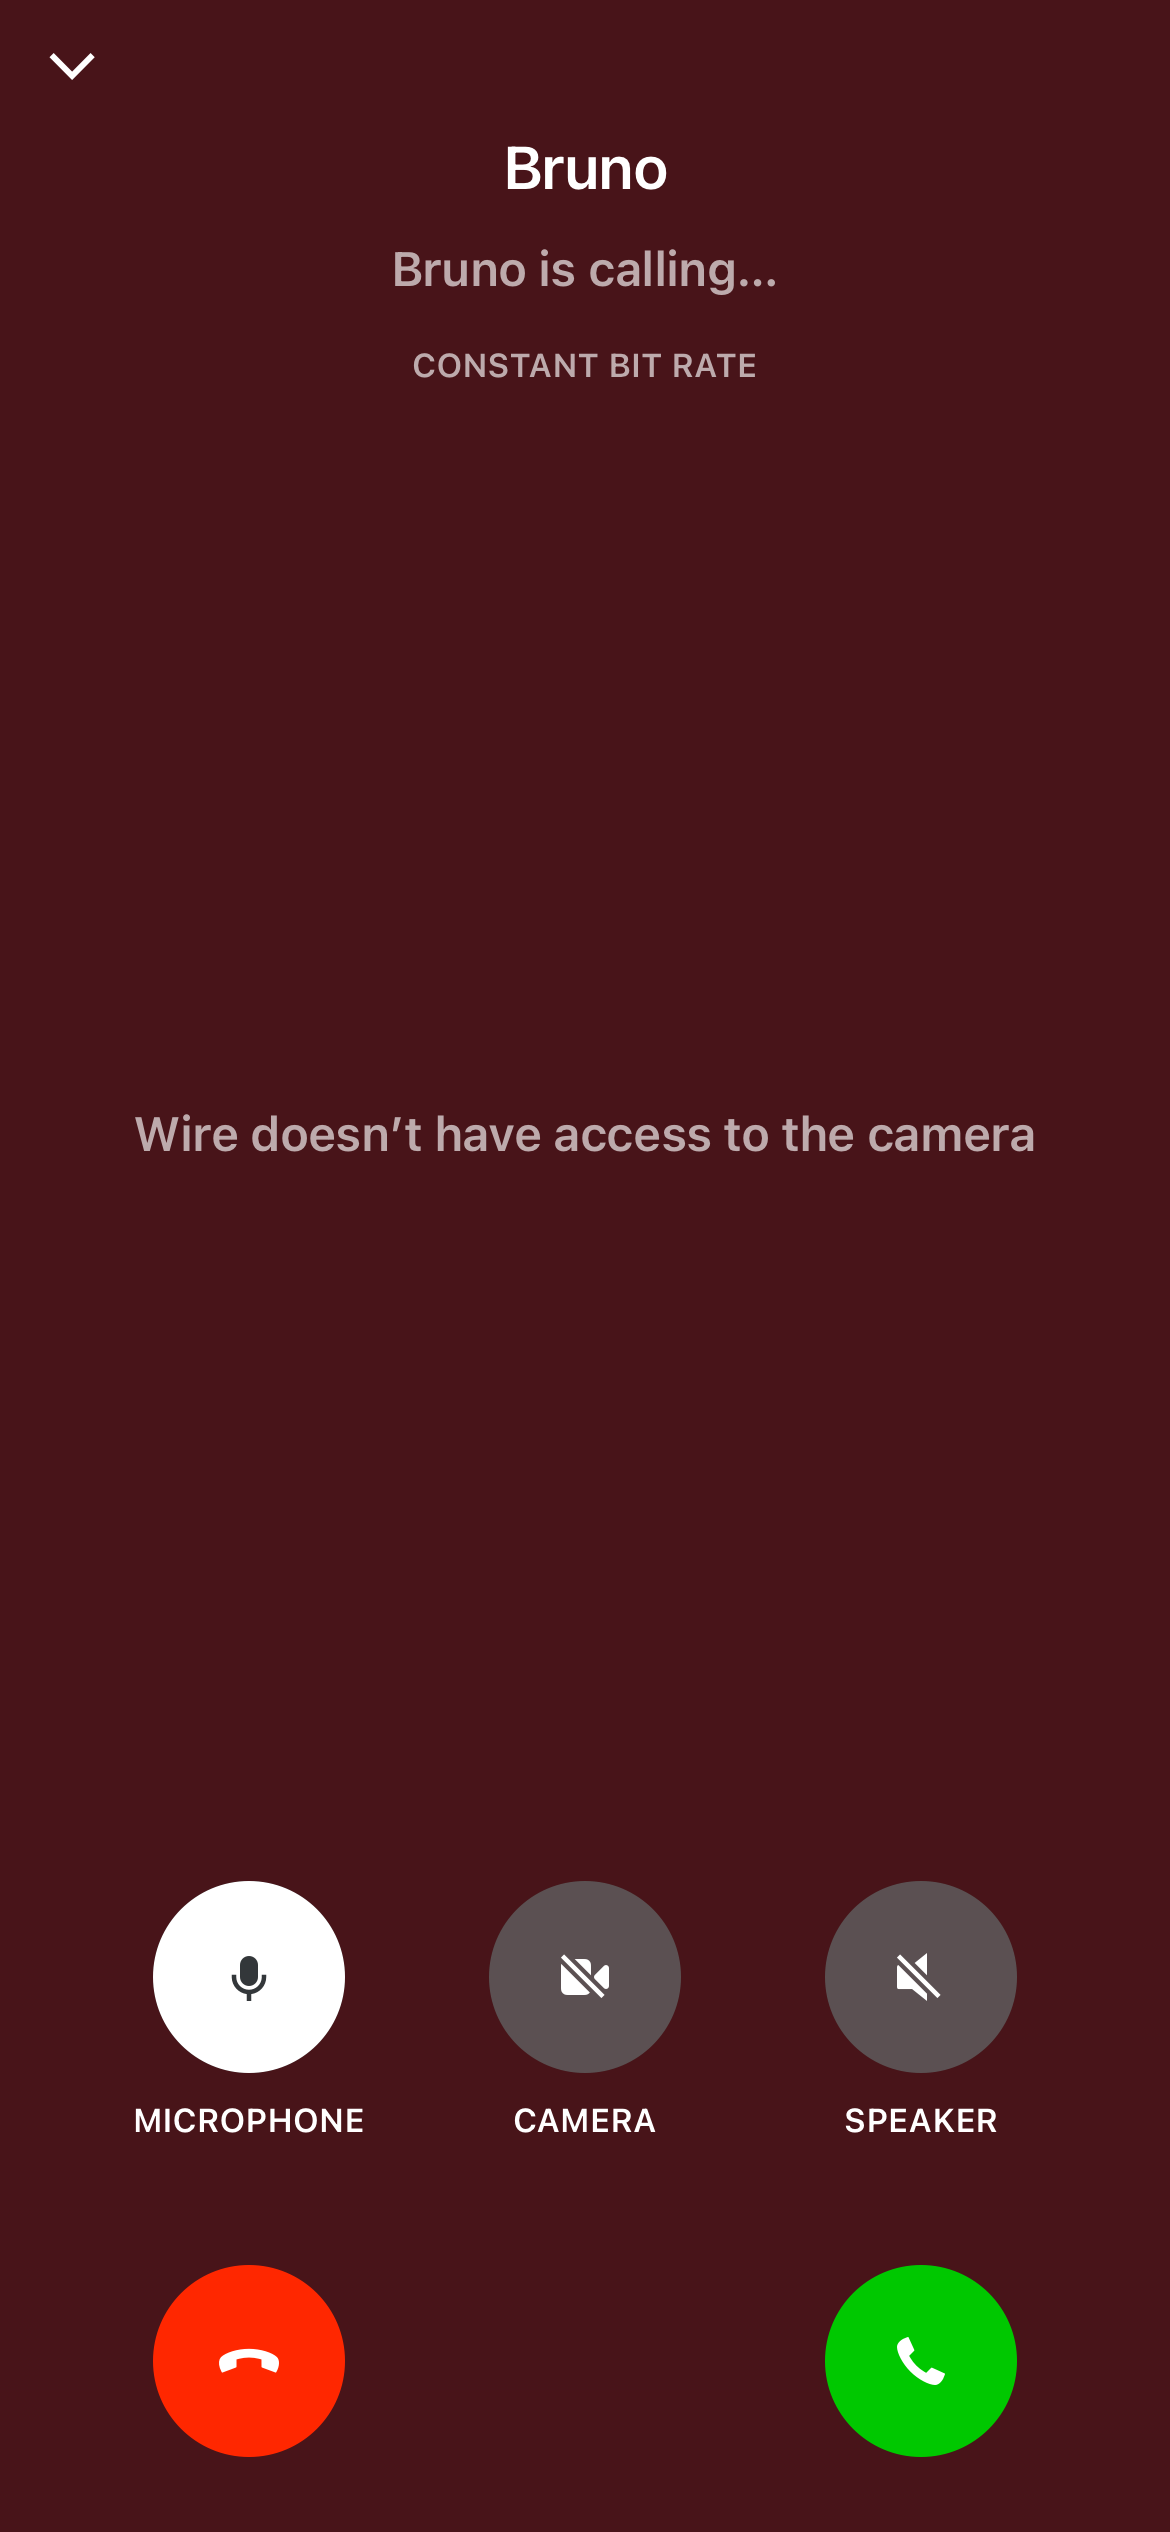 Bruno
Bruno is calling...
CONSTANT BIT RATE
Wire doesn’t have access to the camera
MICROPHONE
CAMERA
SPEAKER